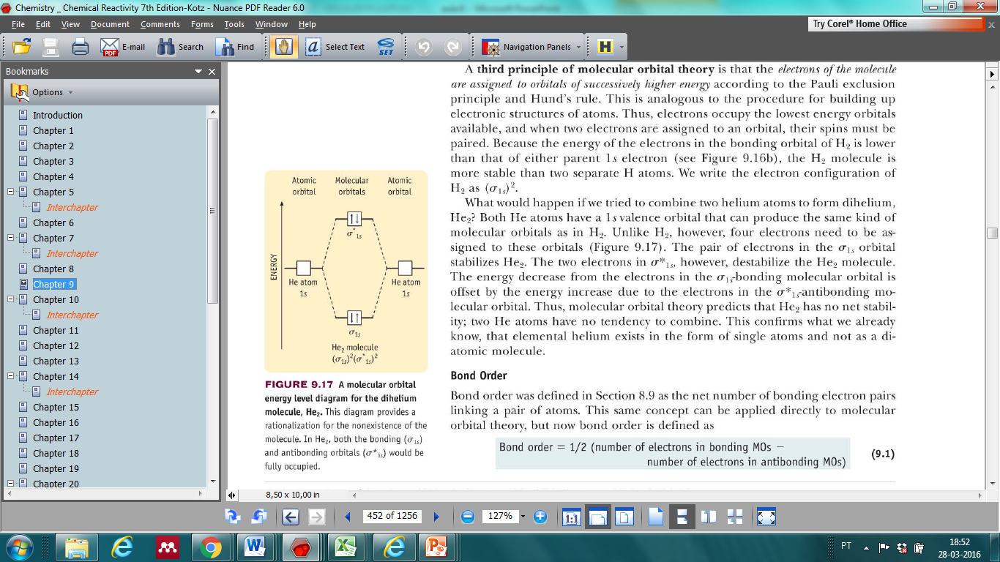 Chemistry _ Chemical Reactivity 7th Edition-Kotz - Nuance PDF Reader 6.0
File Edit View Document Comments Forms Tools Window Help
Try Corel® Home Office
PDF E-mail Search Find a Select Text SET Navigation Panels H
Bookmarks
Options
Introduction
Chapter 1
Chapter 2
Chapter 3
Chapter 4
Chapter 5
Interchapter
Chapter 6
Chapter 7
Interchapter
Chapter 8
Chapter 9
Chapter 10
Interchapter
Chapter 11
Chapter 12
Chapter 13
Chapter 14
Interchapter
Chapter 15
Chapter 16
Chapter 17
Chapter 18
Chapter 19
Chapter 20
Atomic orbital
Molecular orbitals
Atomic orbital
ENERGY
σ*1s
He atom 1s
He atom 1s
σ1s
He2 molecule
(σ1s)²(σ*1s)²
FIGURE 9.17 A molecular orbital
energy level diagram for the dihelium
molecule, He2. This diagram provides a
rationalization for the nonexistence of the
molecule. In He2, both the bonding (σ1s)
and antibonding orbitals (σ*1s) would be
fully occupied.
A third principle of molecular orbital theory is that the electrons of the molecule
are assigned to orbitals of successively higher energy according to the Pauli exclusion
principle and Hund's rule. This is analogous to the procedure for building up
electronic structures of atoms. Thus, electrons occupy the lowest energy orbitals
available, and when two electrons are assigned to an orbital, their spins must be
paired. Because the energy of the electrons in the bonding orbital of H2 is lower
than that of either parent 1s electron (see Figure 9.16b), the H2 molecule is
more stable than two separate H atoms. We write the electron configuration of
H2 as (σ1s)².
What would happen if we tried to combine two helium atoms to form dihelium,
He2? Both He atoms have a 1s valence orbital that can produce the same kind of
molecular orbitals as in H2. Unlike H2, however, four electrons need to be as-
signed to these orbitals (Figure 9.17). The pair of electrons in the σ1s orbital
stabilizes He2. The two electrons in σ*1s, however, destabilize the He2 molecule.
The energy decrease from the electrons in the σ1s-bonding molecular orbital is
offset by the energy increase due to the electrons in the σ*1s-antibonding mo-
lecular orbital. Thus, molecular orbital theory predicts that He2 has no net stabil-
ity; two He atoms have no tendency to combine. This confirms what we already
know, that elemental helium exists in the form of single atoms and not as a di-
atomic molecule.
Bond Order
Bond order was defined in Section 8.9 as the net number of bonding electron pairs
linking a pair of atoms. This same concept can be applied directly to molecular
orbital theory, but now bond order is defined as
Bond order = 1/2 (number of electrons in bonding MOs −
number of electrons in antibonding MOs)
(9.1)
8,50 x 10,00 in
452 of 1256 127% 1:1
PT
18:52
28-03-2016